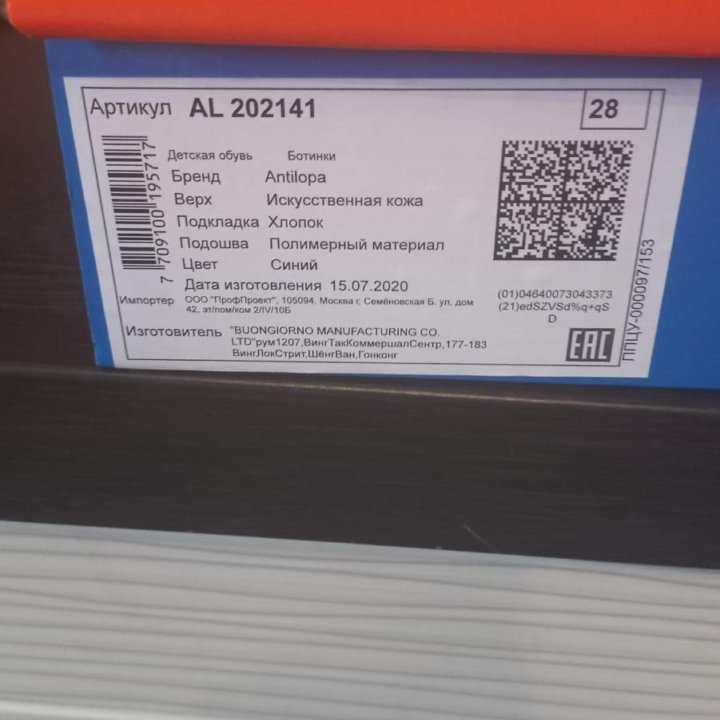 Артикул AL 202141
28
Детская обувь Ботинки
Бренд Antilopa
Верх Искусственная кожа
Подкладка Хлопок
Подошва Полимерный материал
Цвет Синий
Дата изготовления 15.07.2020
Импортер ООО "ПрофПроект", 105094, Москва г, Семёновская Б. ул, дом
42, эт/пом/ком 2/IV/10Б
Изготовитель "BUONGIORNO MANUFACTURING CO.
LTD"рум1207,ВингТакКоммершалСентр,177-183
ВингЛокСтрит,ШёнгВан,Гонконг
7 709100 195717
(01)04640073043373
(21)edSZVSd%q+qS
D
EAC
ППЦУ-000097/153